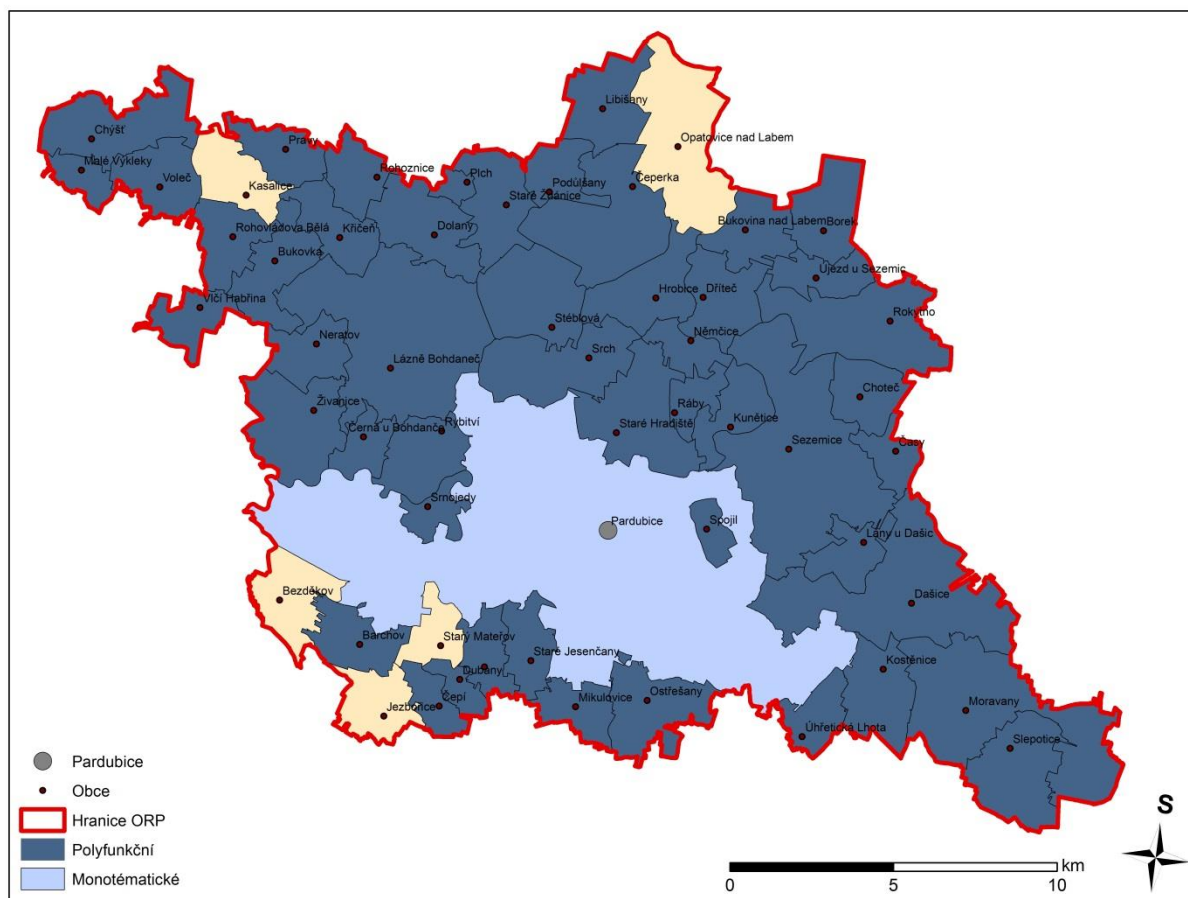 Libišany
Chýšť
Opatovice nad Labem
Pravy
Malé Výkleky
Rohoznice
Voleč
Plch
Kasalice
Podůlšany
Čeperka
Staré Ždánice
Bukovina nad Labem
Borek
Dolany
Rohovládova Bělá
Křičeň
Bukovka
Újezd u Sezemic
Hrobice
Dříteč
Vlčí Habřina
Rokytno
Stéblová
Neratov
Němčice
Srch
Lázně Bohdaneč
Choteč
Živanice
Ráby
Kunětice
Rybitví
Staré Hradiště
Černá u Bohdanče
Sezemice
Časy
Srnojedy
Pardubice
Spojil
Lány u Dašic
Bezděkov
Dašice
Barchov
Starý Mateřov
Staré Jesenčany
Kostěnice
Dubany
Čepí
Mikulovice
Ostřešany
Jezbořice
Moravany
Úhřetická Lhota
Slepotice
Pardubice
Obce
Hranice ORP
Polyfunkční
Monotématické
S
km
0 5 10